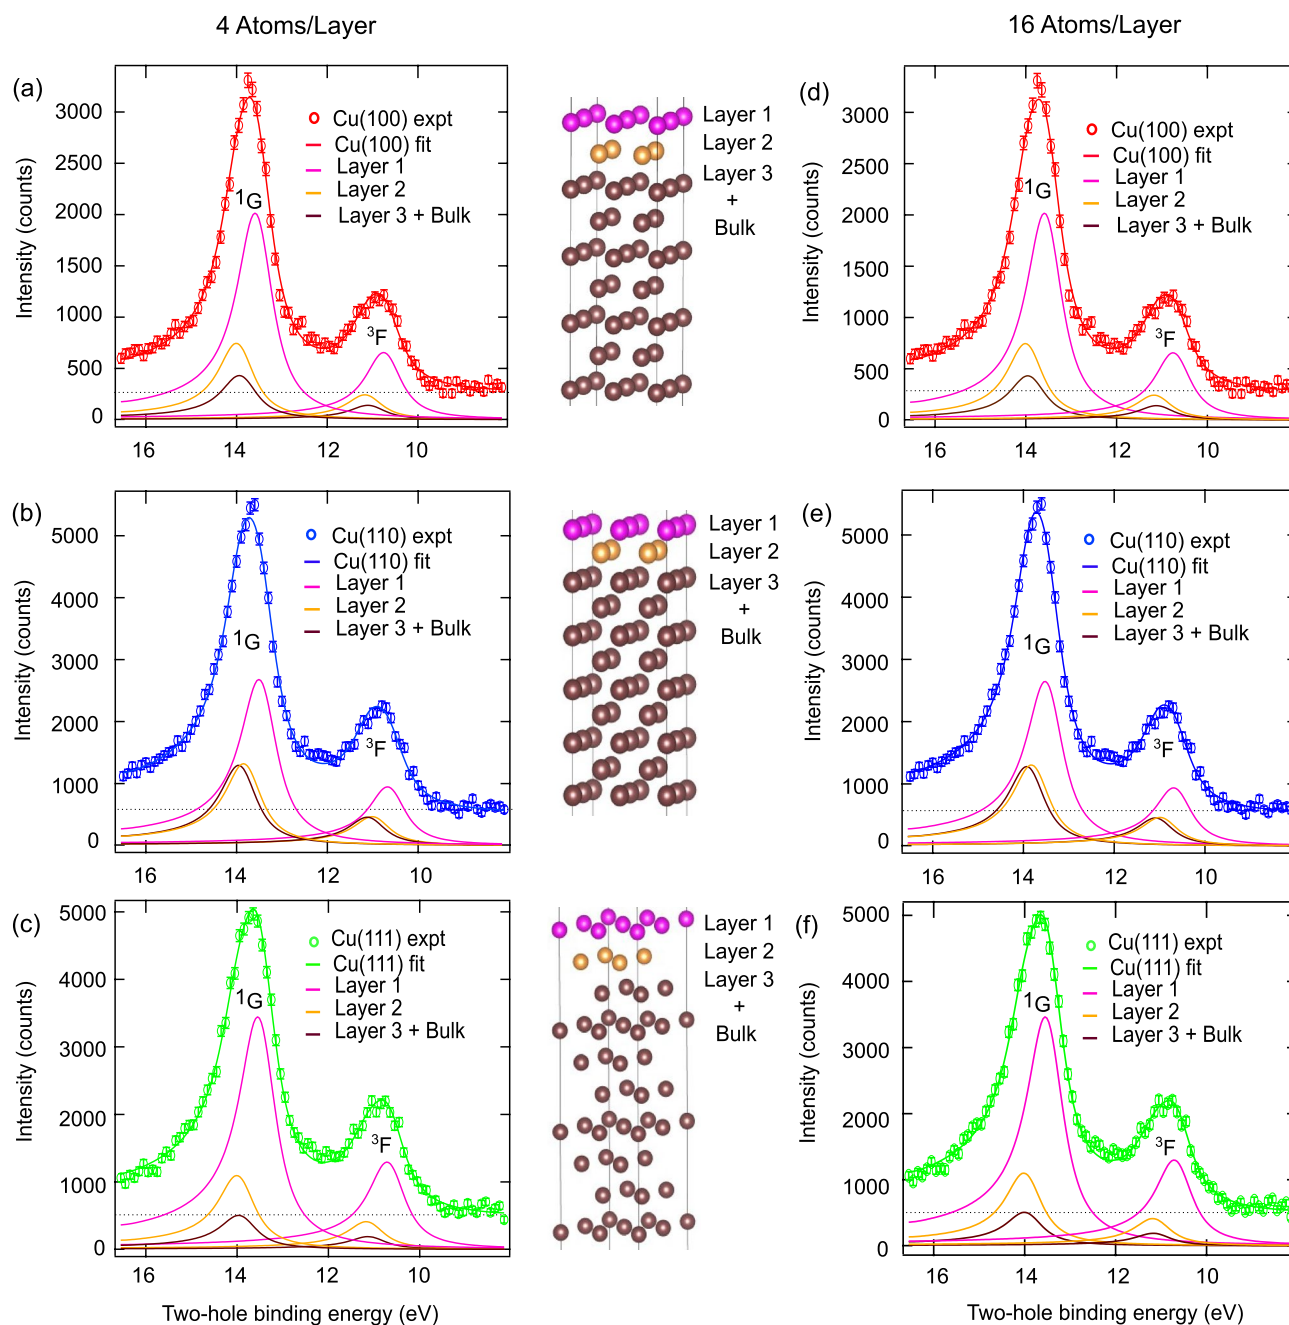 4 Atoms/Layer
16 Atoms/Layer
(a)
Intensity (counts)
3000
2500
2000
1500
1000
500
0
Cu(100) expt
Cu(100) fit
Layer 1
Layer 2
Layer 3 + Bulk
1G
3F
16
14
12
10
Layer 1
Layer 2
Layer 3
+
Bulk
(d)
Intensity (counts)
3000
2500
2000
1500
1000
500
0
Cu(100) expt
Cu(100) fit
Layer 1
Layer 2
Layer 3 + Bulk
1G
3F
16
14
12
10
(b)
Intensity (counts)
5000
4000
3000
2000
1000
0
Cu(110) expt
Cu(110) fit
Layer 1
Layer 2
Layer 3 + Bulk
1G
3F
16
14
12
10
Layer 1
Layer 2
Layer 3
+
Bulk
(e)
Intensity (counts)
5000
4000
3000
2000
1000
0
Cu(110) expt
Cu(110) fit
Layer 1
Layer 2
Layer 3 + Bulk
1G
3F
16
14
12
10
(c)
Intensity (counts)
5000
4000
3000
2000
1000
0
Cu(111) expt
Cu(111) fit
Layer 1
Layer 2
Layer 3 + Bulk
1G
3F
16
14
12
10
Two-hole binding energy (eV)
Layer 1
Layer 2
Layer 3
+
Bulk
(f)
Intensity (counts)
5000
4000
3000
2000
1000
0
Cu(111) expt
Cu(111) fit
Layer 1
Layer 2
Layer 3 + Bulk
1G
3F
16
14
12
10
Two-hole binding energy (eV)